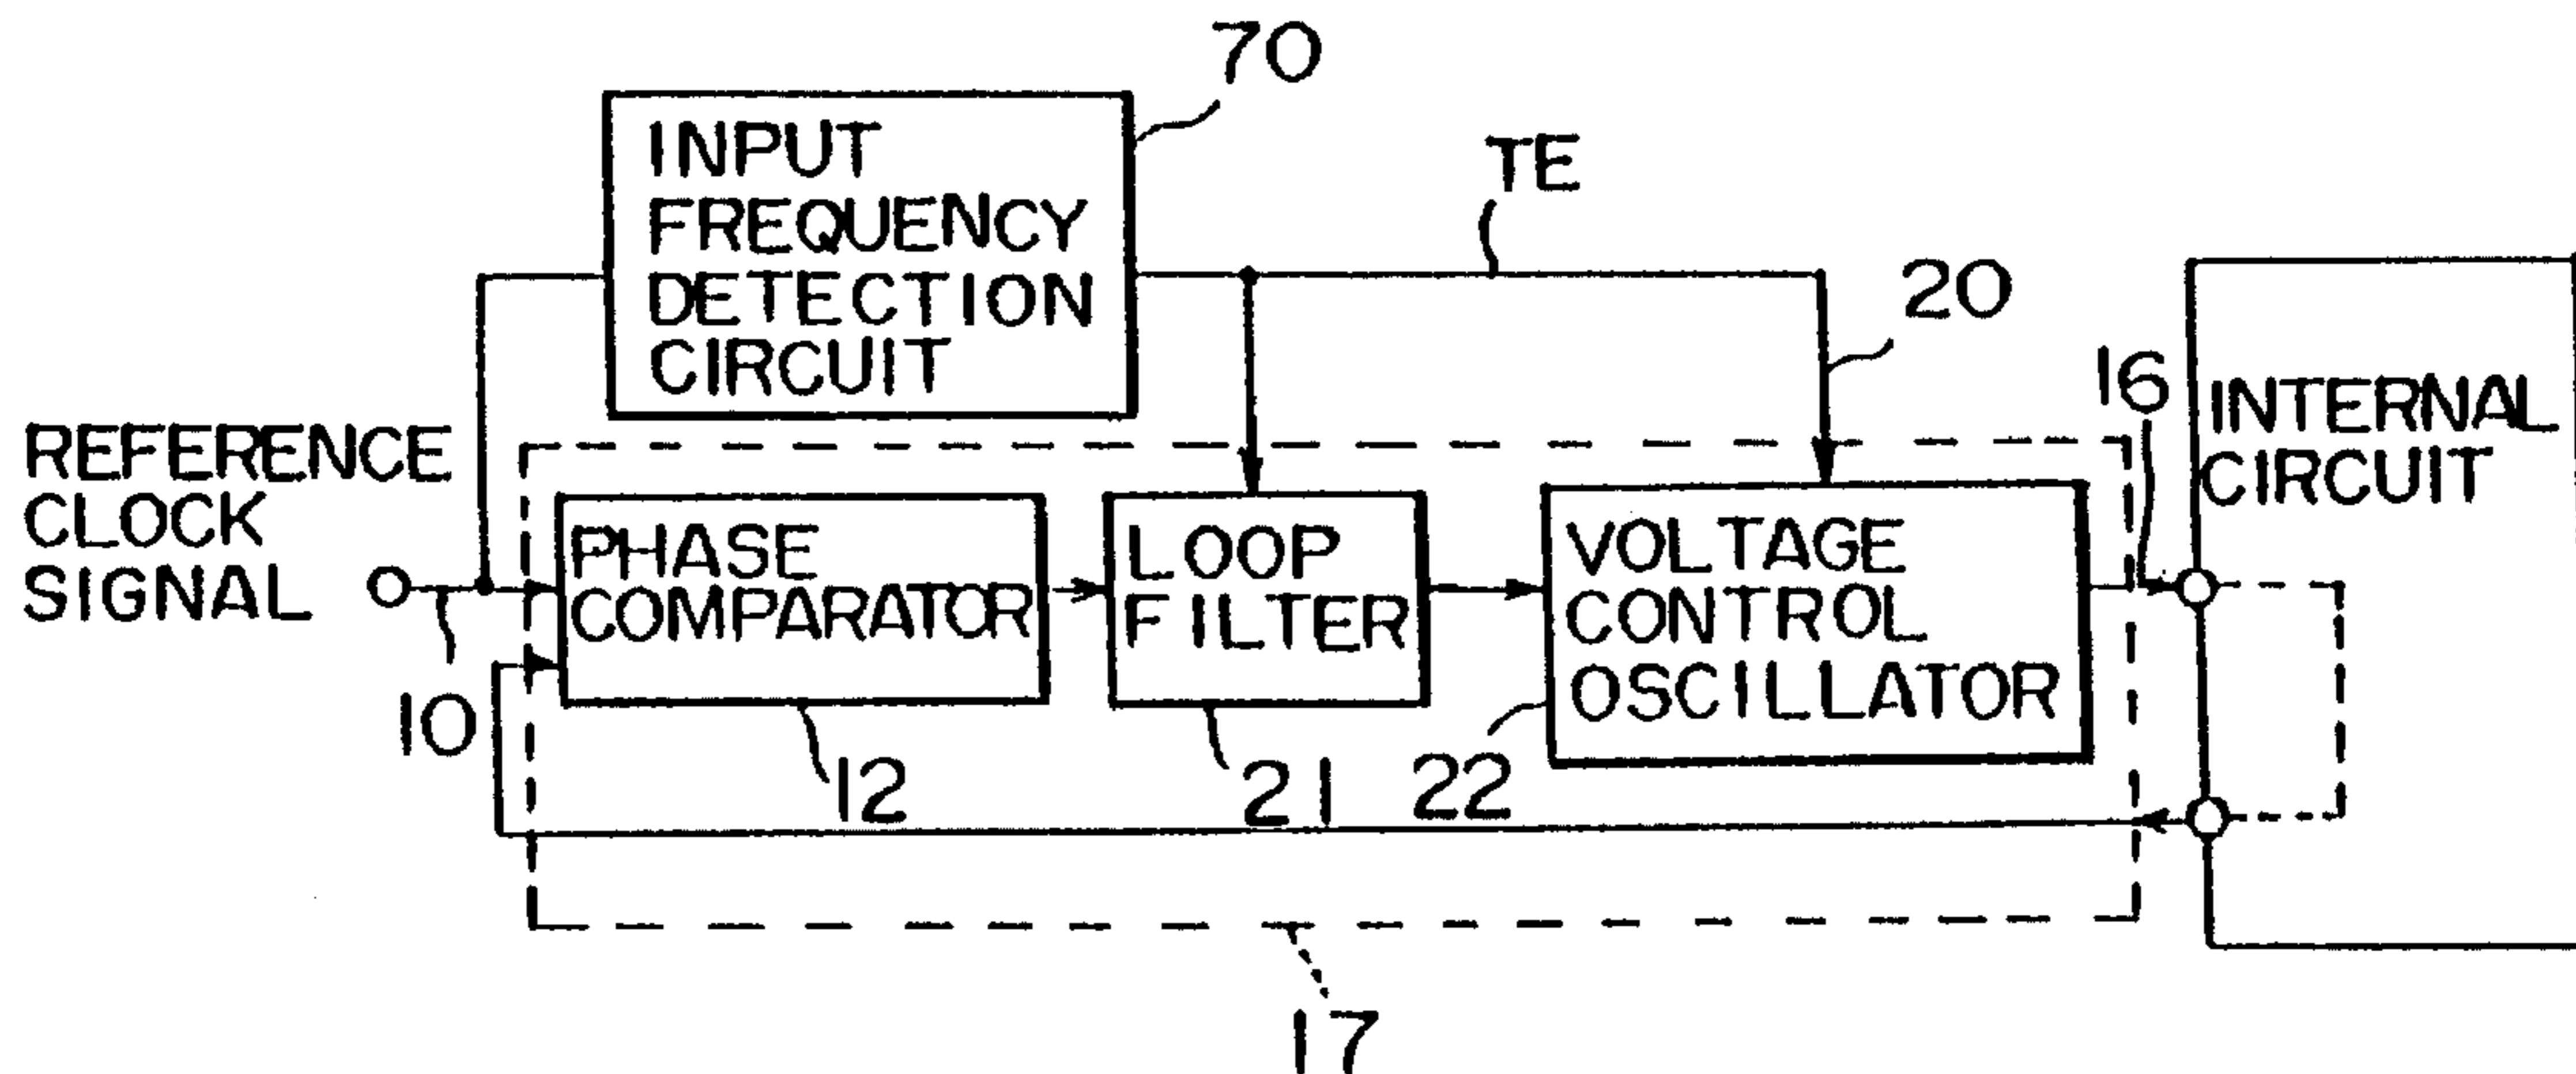 70
INPUT
FREQUENCY
DETECTION
CIRCUIT
TE
20
16
INTERNAL
CIRCUIT
REFERENCE
CLOCK
SIGNAL
10
PHASE
COMPARATOR
12
LOOP
FILTER
21
VOLTAGE
CONTROL
OSCILLATOR
22
17